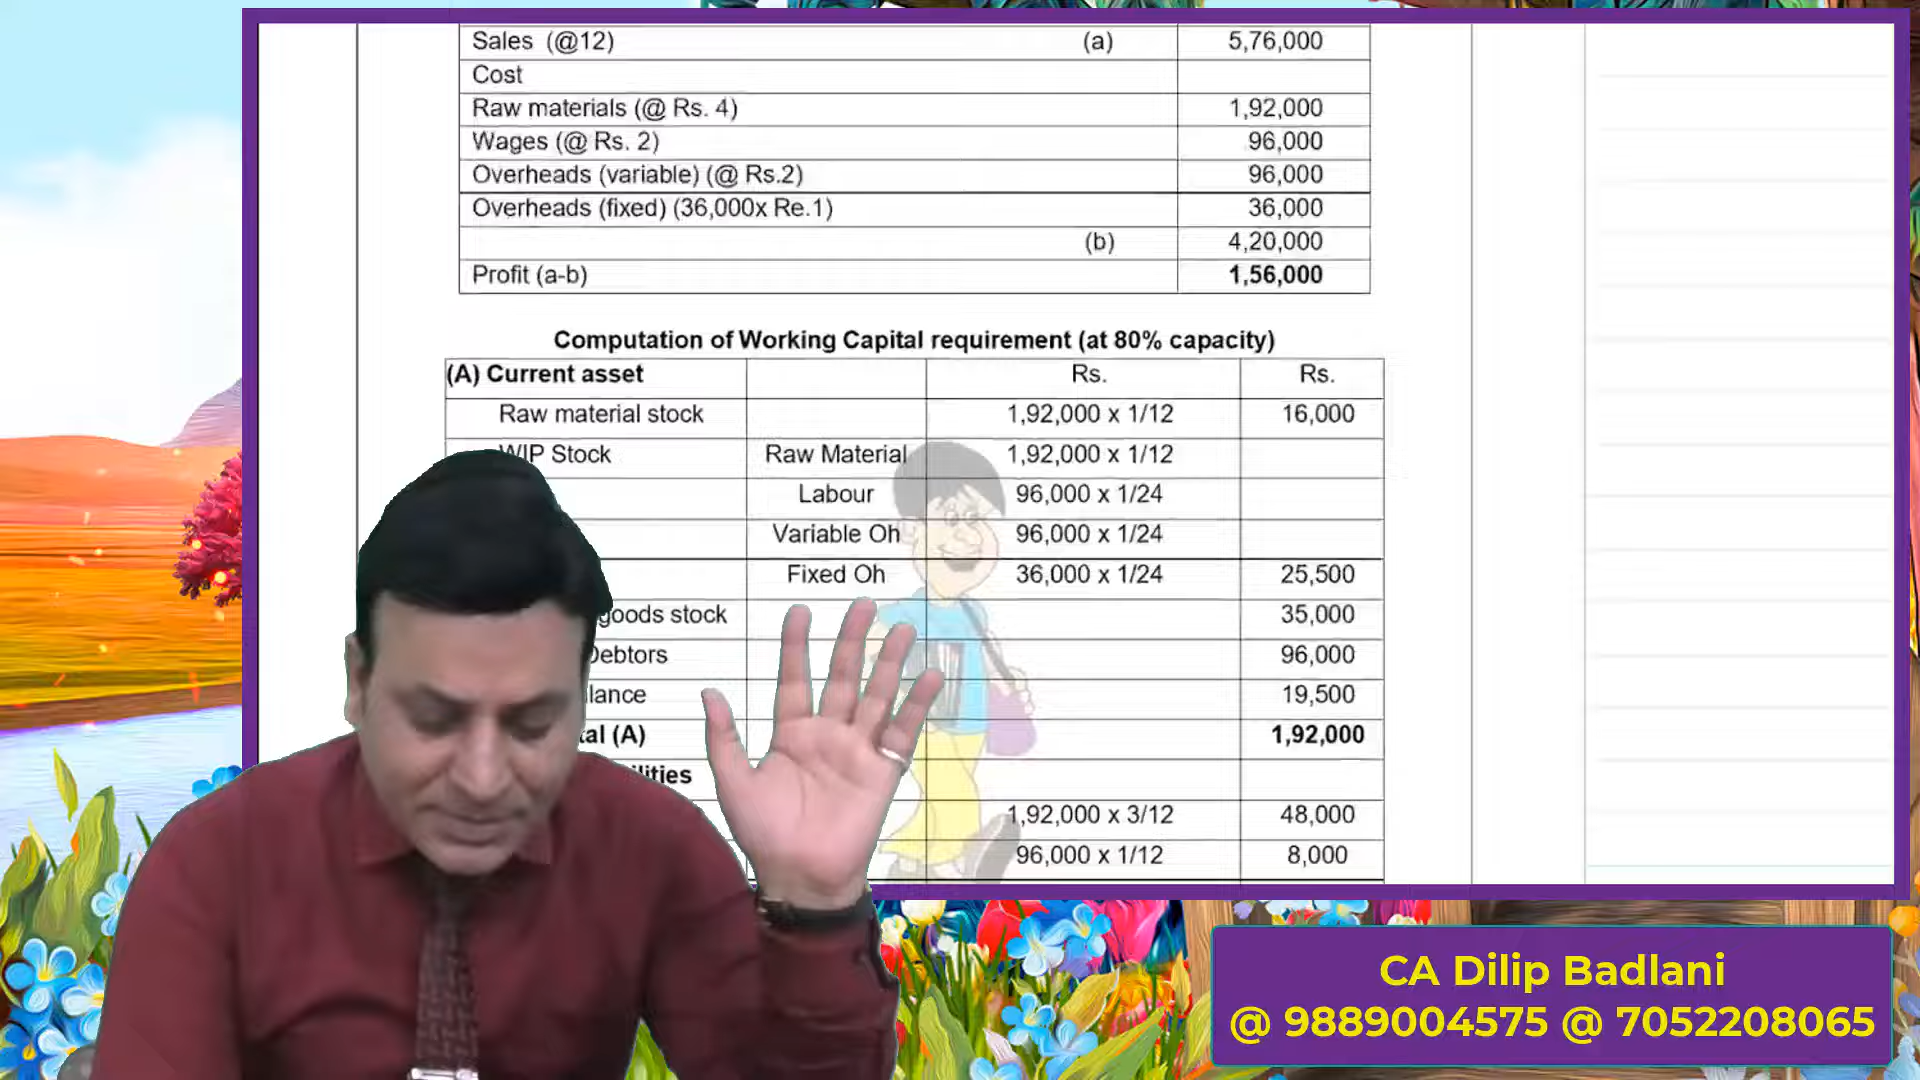 Sales (@12) (a) 5,76,000
Cost
Raw materials (@ Rs. 4) 1,92,000
Wages (@ Rs. 2) 96,000
Overheads (variable) (@ Rs.2) 96,000
Overheads (fixed) (36,000x Re.1) 36,000
(b) 4,20,000
Profit (a-b) 1,56,000
Computation of Working Capital requirement (at 80% capacity)
(A) Current asset Rs. Rs.
Raw material stock 1,92,000 x 1/12 16,000
WIP Stock Raw Material 1,92,000 x 1/12
Labour 96,000 x 1/24
Variable Oh 96,000 x 1/24
Fixed Oh 36,000 x 1/24 25,500
goods stock 35,000
Debtors 96,000
19,500
(A) 1,92,000
1,92,000 x 3/12 48,000
96,000 x 1/12 8,000
CA Dilip Badlani
@ 9889004575 @ 7052208065